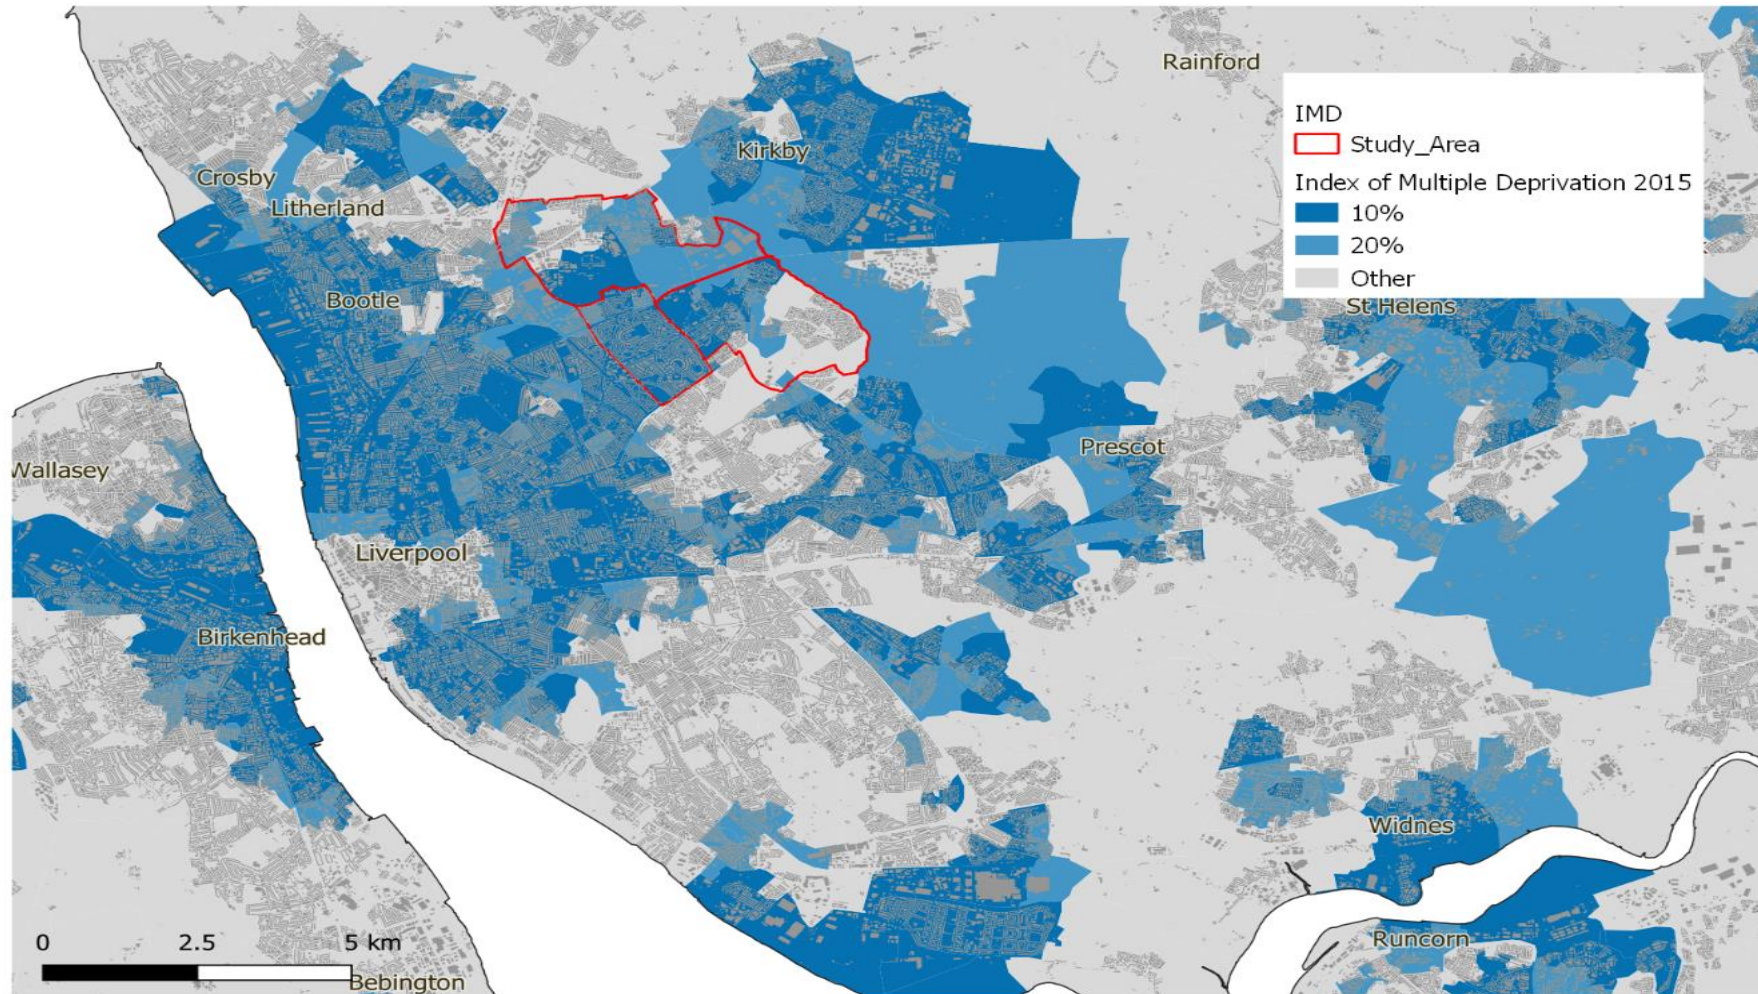 Rainford
IMD
Study_Area
Index of Multiple Deprivation 2015
10%
20%
Other
Kirkby
Crosby
Litherland
Bootle
St Helens
Prescot
Wallasey
Liverpool
Birkenhead
Widnes
Runcorn
0 2.5 5 km
Bebington